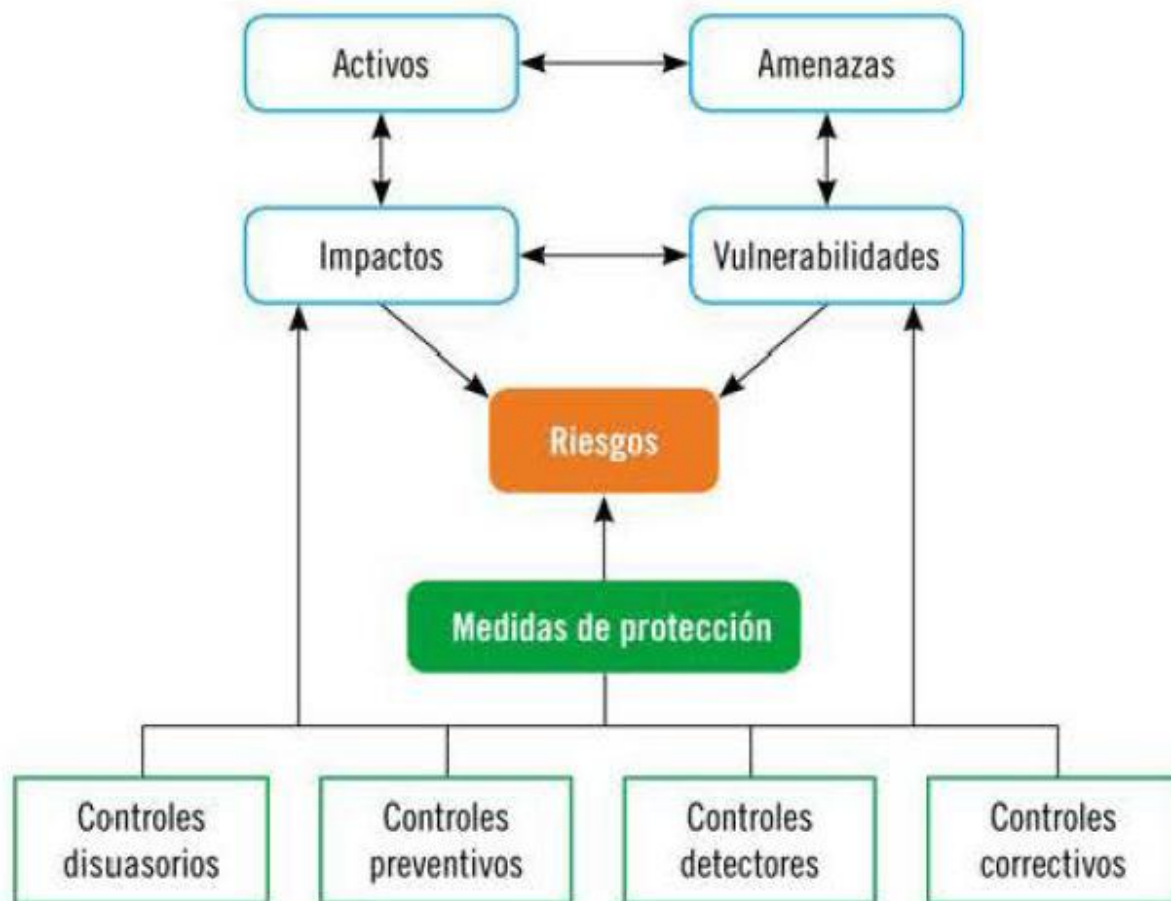 Activos
Amenazas
Impactos
Vulnerabilidades
Riesgos
Medidas de protección
Controles
disuasorios
Controles
preventivos
Controles
detectores
Controles
correctivos